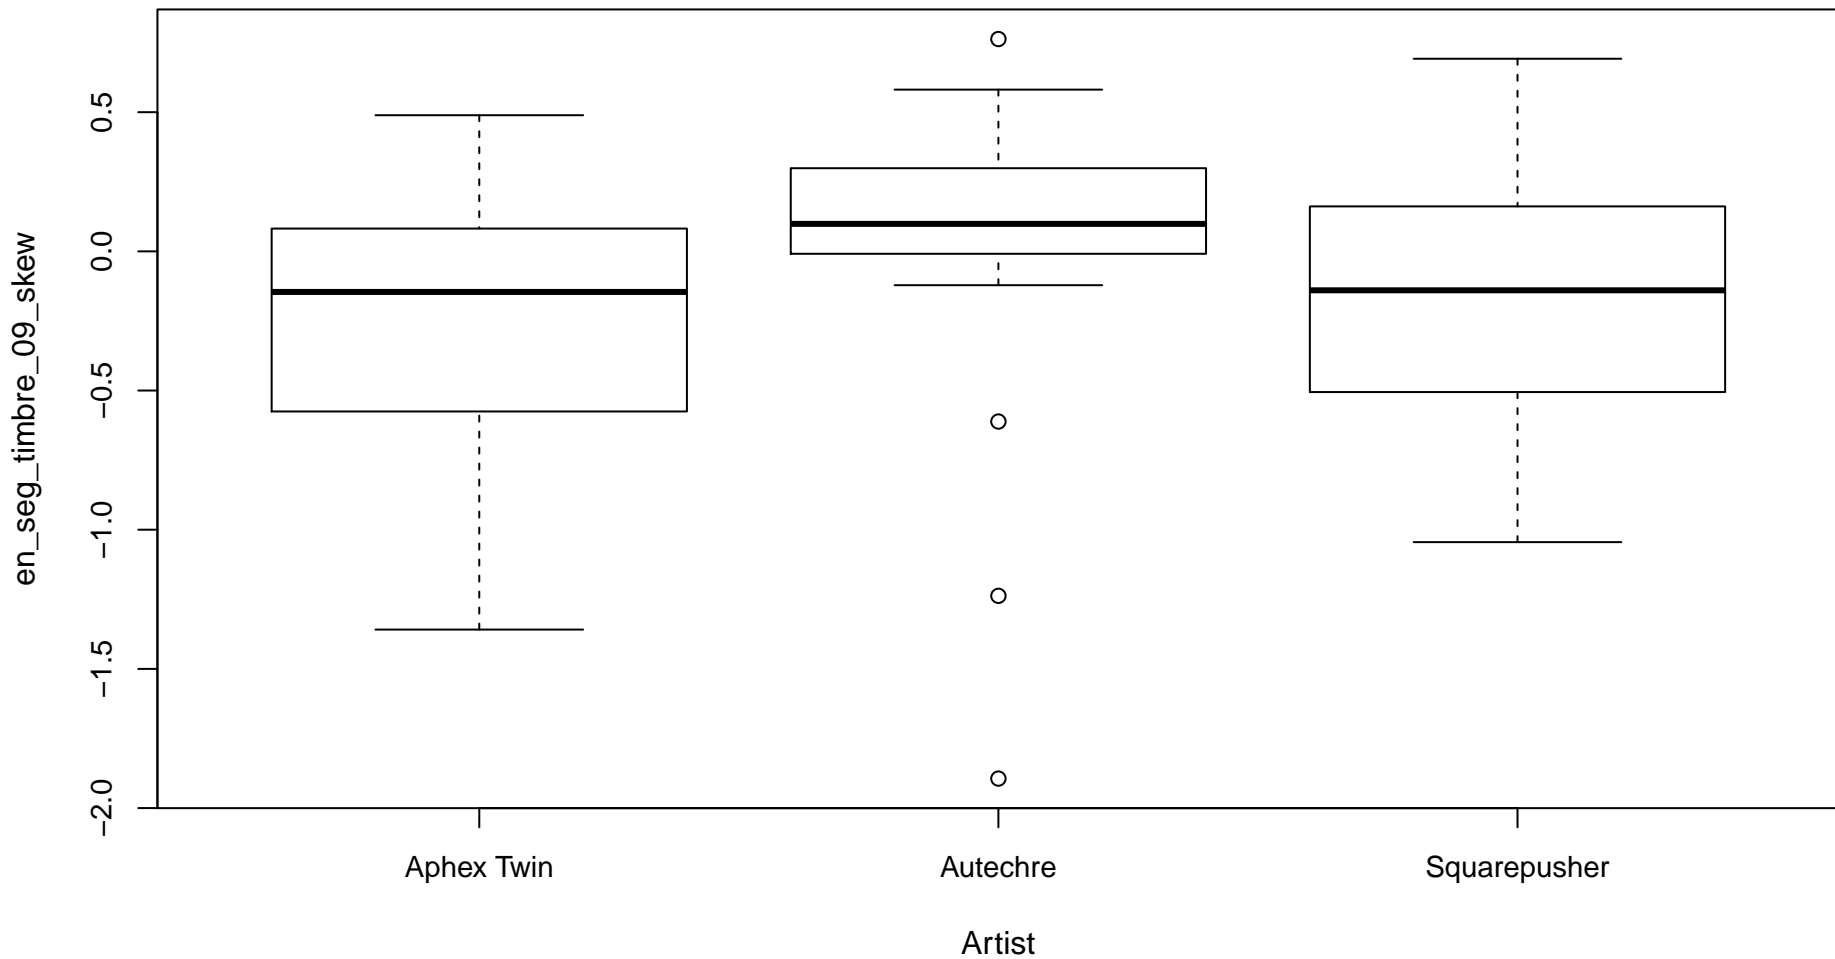 en_seg_timbre_09_skew
0.5
0.0
−0.5
−1.0
−1.5
−2.0
Aphex Twin
Autechre
Squarepusher
Artist